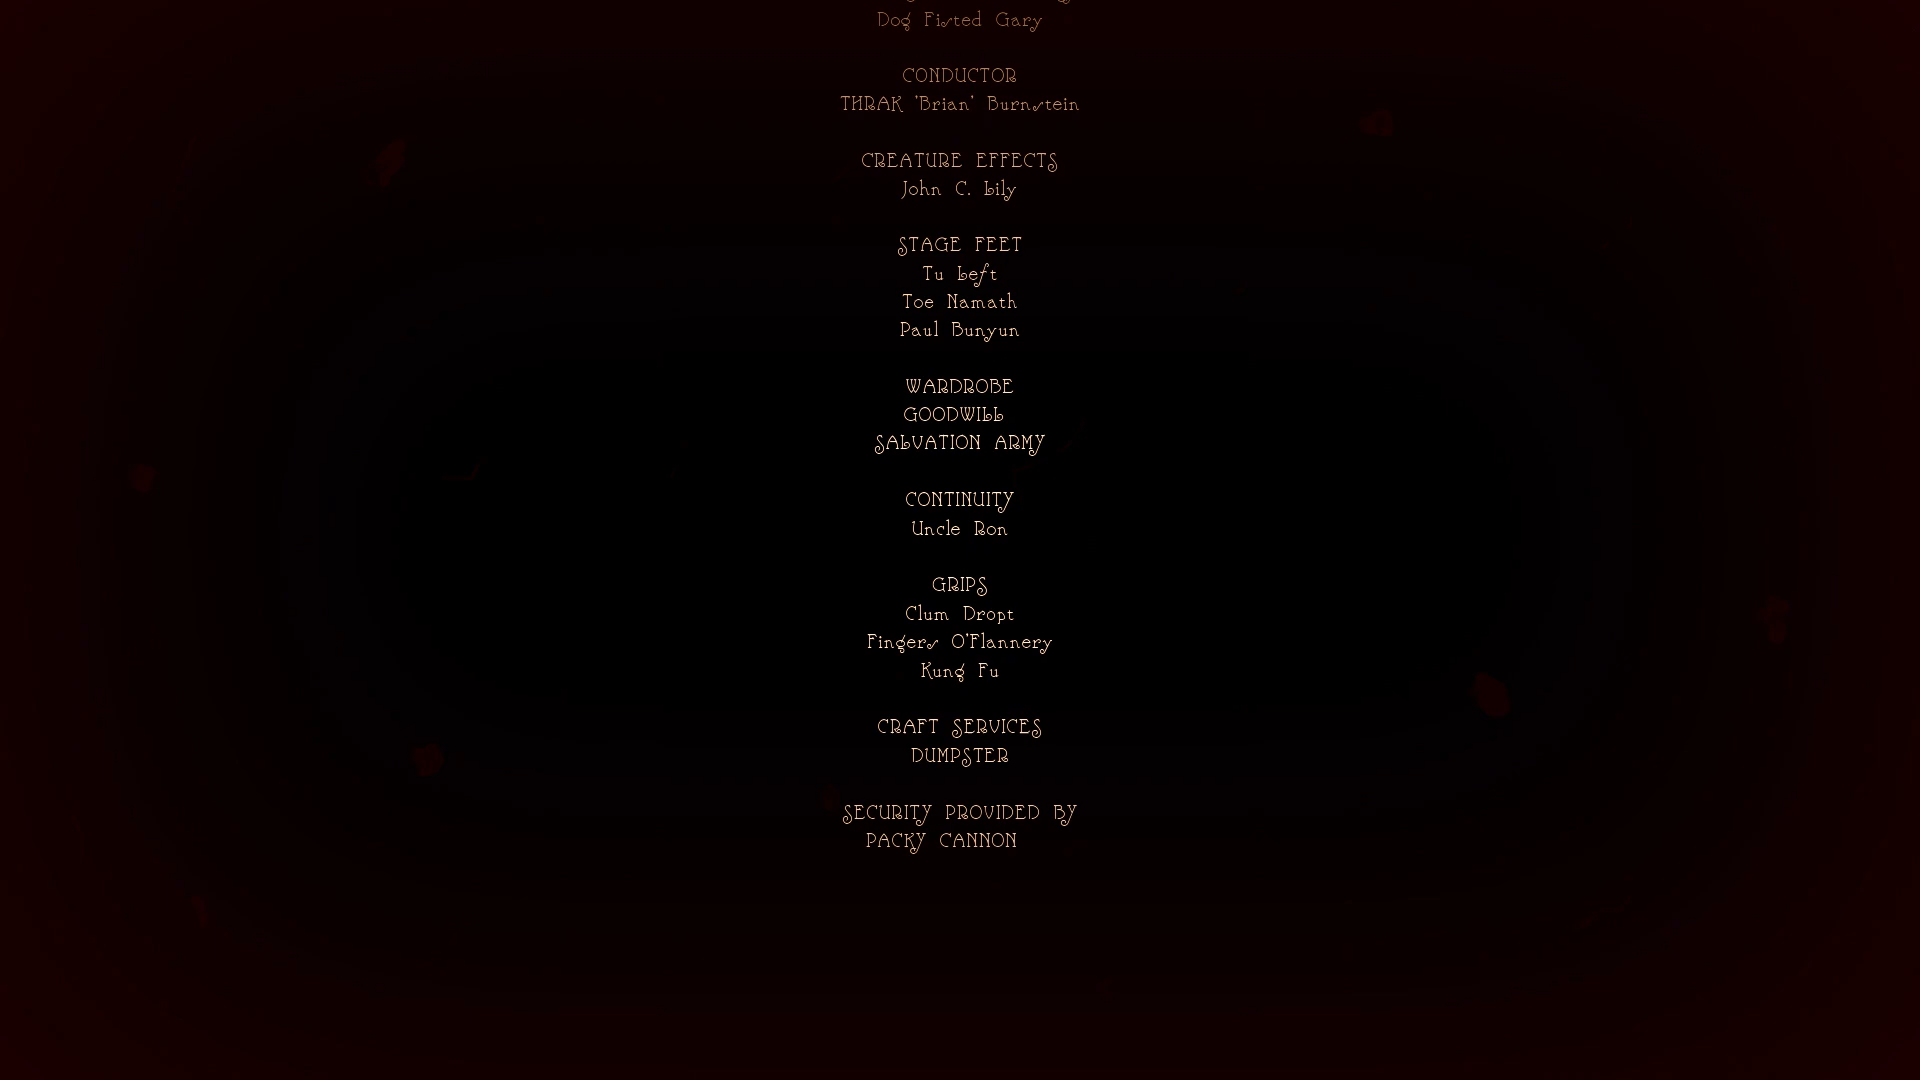 Dog Fisted Gary
CONDUCTOR
THRAK 'Brian' Burnstein
CREATURE EFFECTS
John C. Lily
STAGE FEET
Tu Left
Toe Namath
Paul Bunyun
WARDROBE
GOODWILL
SALVATION ARMY
CONTINUITY
Uncle Ron
GRIPS
Clum Dropt
Fingers O'Flannery
Kung Fu
CRAFT SERVICES
DUMPSTER
SECURITY PROVIDED BY
PACKY CANNON